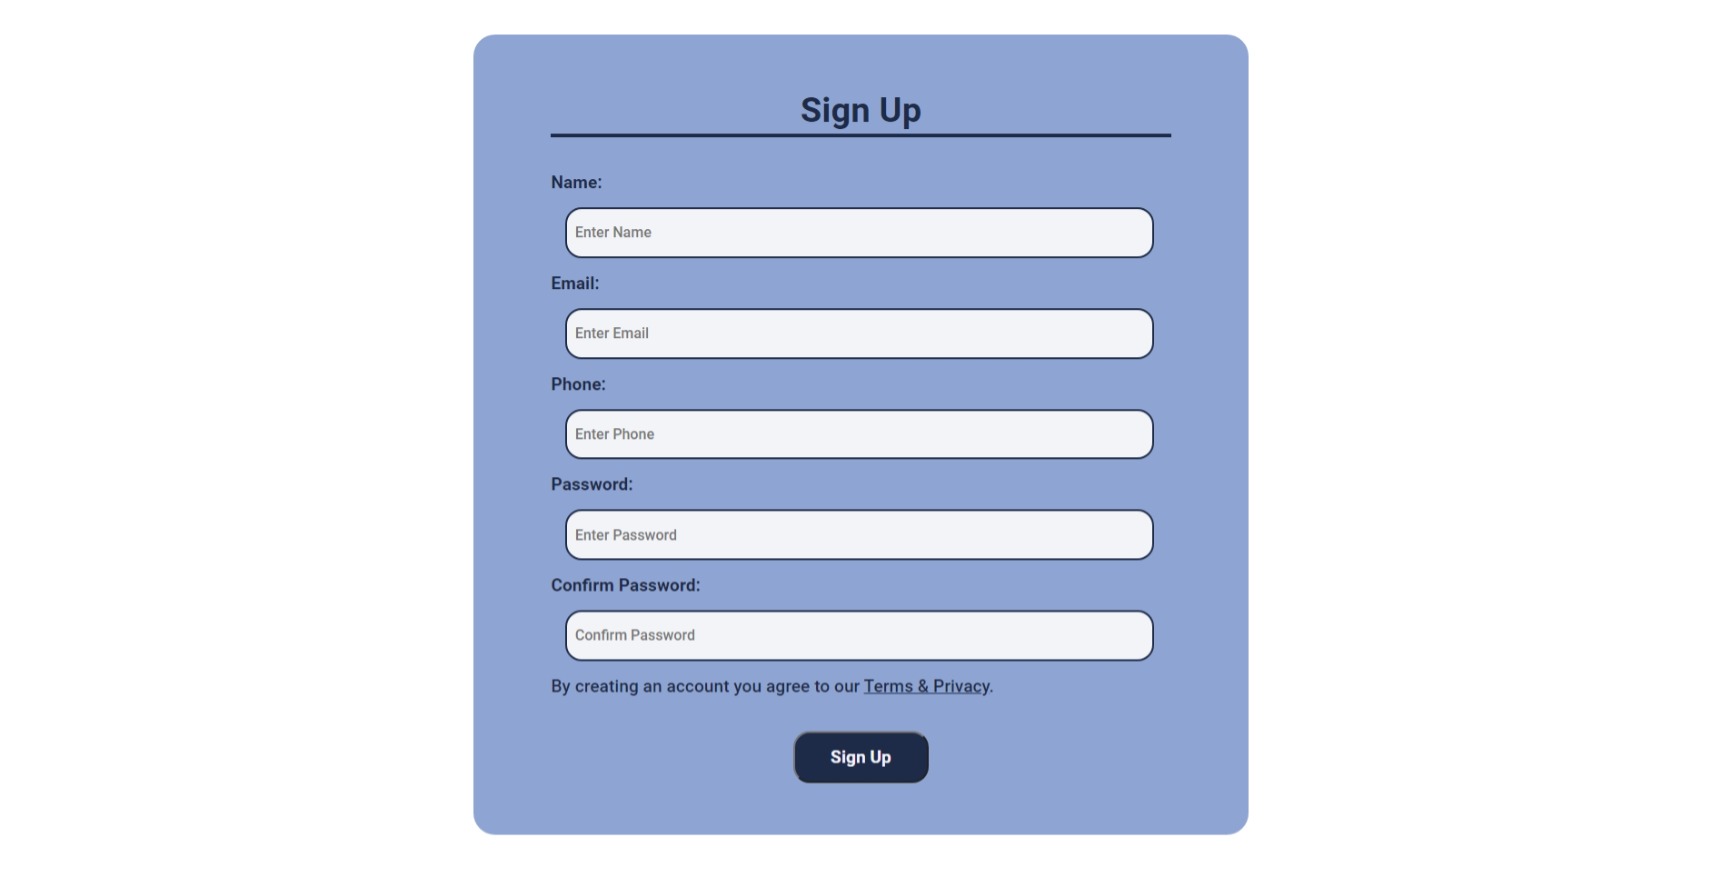 Sign Up
Name:
Enter Name
Email:
Enter Email
Phone:
Enter Phone
Password:
Enter Password
Confirm Password:
Confirm Password
By creating an account you agree to our Terms & Privacy.
Sign Up